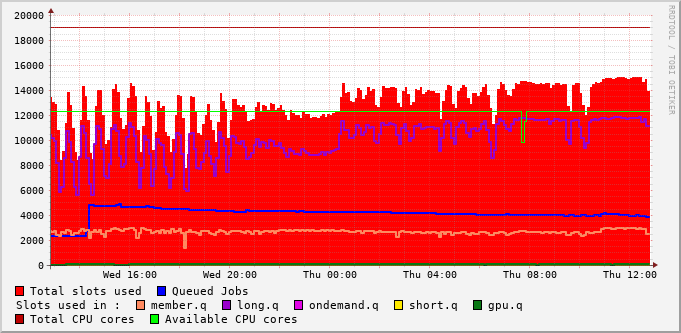 RRDTOOL / TOBI OETIKER
20000
18000
16000
14000
12000
10000
8000
6000
4000
2000
0
Wed 16:00 Wed 20:00 Thu 00:00 Thu 04:00 Thu 08:00 Thu 12:00
Total slots used Queued Jobs
Slots used in : member.q long.q ondemand.q short.q gpu.q
Total CPU cores Available CPU cores